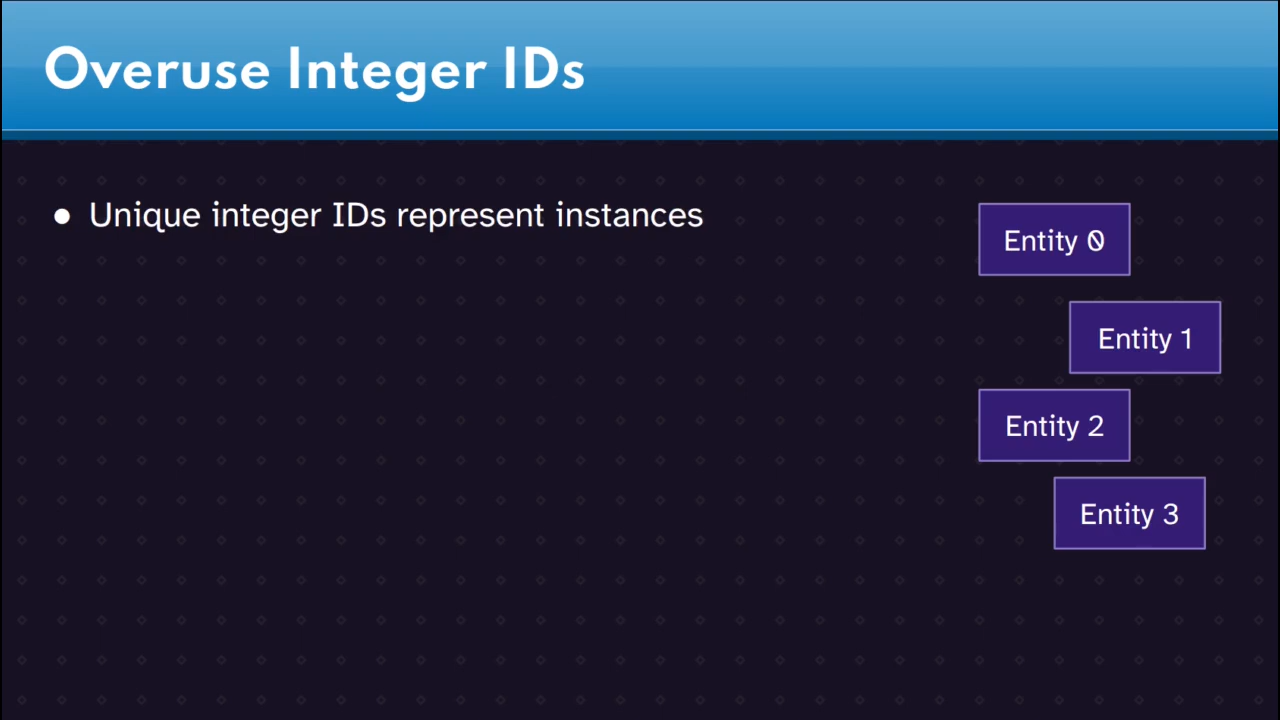 Overuse Integer IDs
● Unique integer IDs represent instances
Entity 0
Entity 1
Entity 2
Entity 3